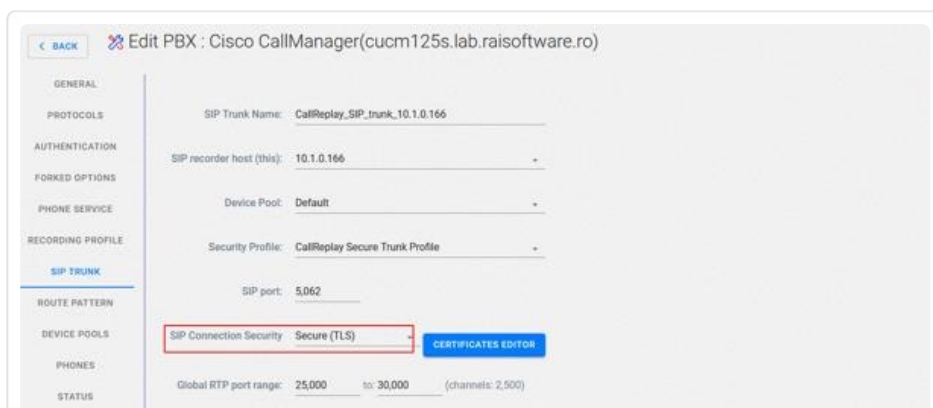 BACK
Edit PBX : Cisco CallManager(cucm125s.lab.raisoftware.ro)
GENERAL
PROTOCOLS
AUTHENTICATION
FORKED OPTIONS
PHONE SERVICE
RECORDING PROFILE
SIP TRUNK
ROUTE PATTERN
DEVICE POOLS
PHONES
STATUS
SIP Trunk Name: CallReplay_SIP_trunk_10.1.0.166
SIP recorder host (this): 10.1.0.166
Device Pool: Default
Security Profile: CallReplay Secure Trunk Profile
SIP port: 5,062
SIP Connection Security Secure (TLS)
CERTIFICATES EDITOR
Global RTP port range: 25,000 to: 30,000 (channels: 2,500)